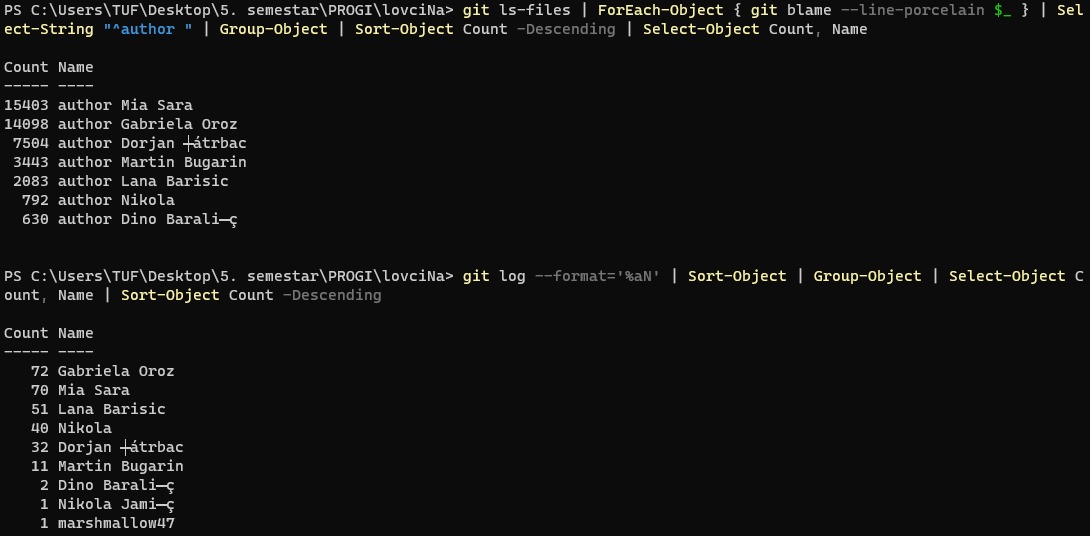 PS C:\Users\TUF\Desktop\5. semestar\PROGI\lovciNa> git ls-files | ForEach-Object { git blame --line-porcelain $_ } | Sel
ect-String "^author " | Group-Object | Sort-Object Count -Descending | Select-Object Count, Name
Count Name
----- ----
15403 author Mia Sara
14098 author Gabriela Oroz
7504 author Dorjan ┼átrbac
3443 author Martin Bugarin
2083 author Lana Barisic
792 author Nikola
630 author Dino Barali─ç
PS C:\Users\TUF\Desktop\5. semestar\PROGI\lovciNa> git log --format='%aN' | Sort-Object | Group-Object | Select-Object C
ount, Name | Sort-Object Count -Descending
Count Name
----- ----
72 Gabriela Oroz
70 Mia Sara
51 Lana Barisic
40 Nikola
32 Dorjan ┼átrbac
11 Martin Bugarin
2 Dino Barali─ç
1 Nikola Jami─ç
1 marshmallow47